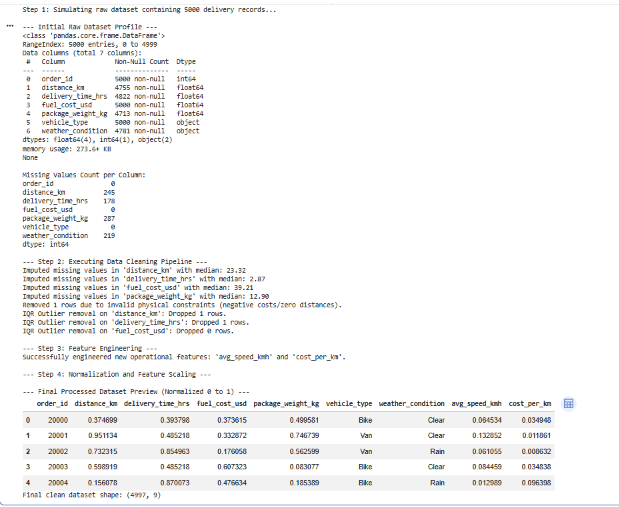 Step 1: Simulating raw dataset containing 5000 delivery records...
--- Initial Raw Dataset Profile ---
<class 'pandas.core.frame.DataFrame'>
RangeIndex: 5000 entries, 0 to 4999
Data columns (total 7 columns):
# Column Non-Null Count Dtype
--- ------ -------------- -----
0 order_id 5000 non-null int64
1 distance_km 4755 non-null float64
2 delivery_time_hrs 4822 non-null float64
3 fuel_cost_usd 5000 non-null float64
4 package_weight_kg 4713 non-null float64
5 vehicle_type 5000 non-null object
6 weather_condition 4781 non-null object
dtypes: float64(4), int64(1), object(2)
memory usage: 273.6+ KB
None
Missing Values Count per Column:
order_id 0
distance_km 245
delivery_time_hrs 178
fuel_cost_usd 0
package_weight_kg 287
vehicle_type 0
weather_condition 219
dtype: int64
--- Step 2: Executing Data Cleaning Pipeline ---
Imputed missing values in 'distance_km' with median: 23.32
Imputed missing values in 'delivery_time_hrs' with median: 2.87
Imputed missing values in 'fuel_cost_usd' with median: 39.21
Imputed missing values in 'package_weight_kg' with median: 12.90
Removed 1 rows due to invalid physical constraints (negative costs/zero distances).
IQR Outlier removal on 'distance_km': Dropped 1 rows.
IQR Outlier removal on 'delivery_time_hrs': Dropped 1 rows.
IQR Outlier removal on 'fuel_cost_usd': Dropped 0 rows.
--- Step 3: Feature Engineering ---
Successfully engineered new operational features: 'avg_speed_kmh' and 'cost_per_km'.
--- Step 4: Normalization and Feature Scaling ---
--- Final Processed Dataset Preview (Normalized 0 to 1) ---
order_id distance_km delivery_time_hrs fuel_cost_usd package_weight_kg vehicle_type weather_condition avg_speed_kmh cost_per_km
0 20000 0.374699 0.393798 0.373615 0.499581 Bike Clear 0.064534 0.034948
1 20001 0.951134 0.485218 0.332872 0.746739 Van Clear 0.132852 0.011861
2 20002 0.732315 0.854963 0.176058 0.562599 Van Rain 0.061055 0.008632
3 20003 0.598919 0.485218 0.607323 0.083077 Bike Clear 0.084459 0.034838
4 20004 0.156078 0.870073 0.476634 0.185389 Bike Rain 0.012989 0.096398
Final clean dataset shape: (4997, 9)